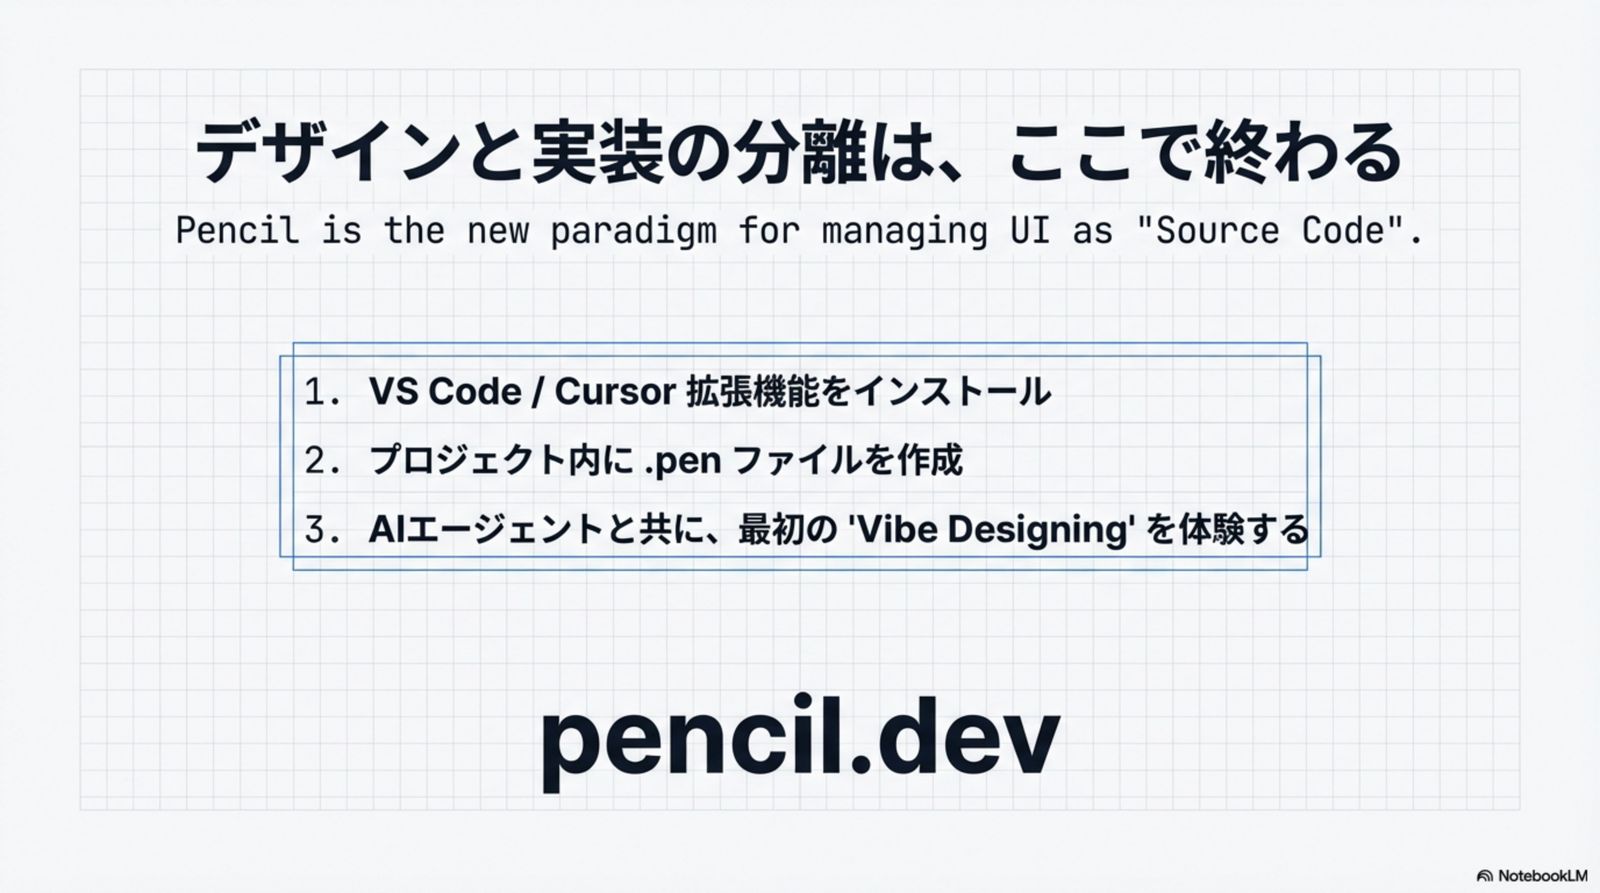 デザインと実装の分離は、ここで終わる
Pencil is the new paradigm for managing UI as "Source Code".
1. VS Code / Cursor 拡張機能をインストール
2. プロジェクト内に .pen ファイルを作成
3. AIエージェントと共に、最初の 'Vibe Designing' を体験する
pencil.dev
NotebookLM